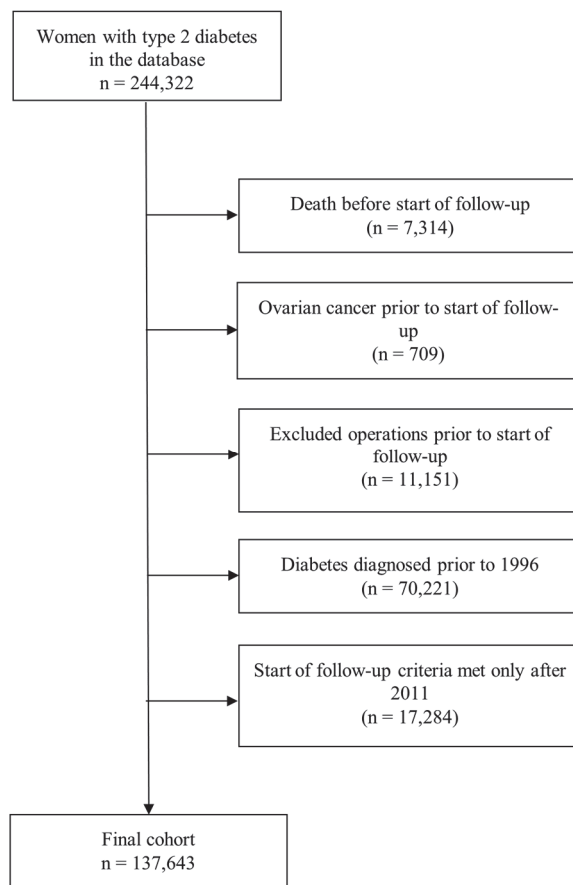 Women with type 2 diabetes
in the database
n = 244,322
Death before start of follow-up
(n = 7,314)
Ovarian cancer prior to start of follow-
up
(n = 709)
Excluded operations prior to start of
follow-up
(n = 11,151)
Diabetes diagnosed prior to 1996
(n = 70,221)
Start of follow-up criteria met only after
2011
(n = 17,284)
Final cohort
n = 137,643